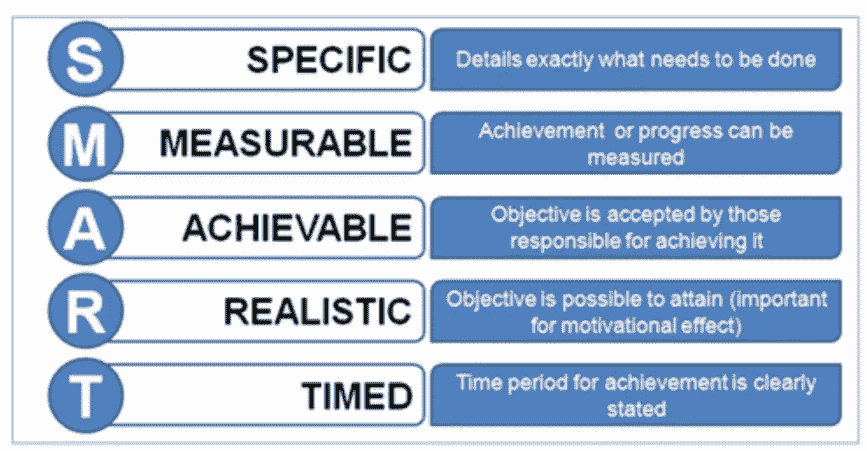 S SPECIFIC Details exactly what needs to be done
M MEASURABLE Achievement or progress can be
measured
A ACHIEVABLE Objective is accepted by those
responsible for achieving it
R REALISTIC Objective is possible to attain (important
for motivational effect)
T TIMED Time period for achievement is clearly
stated